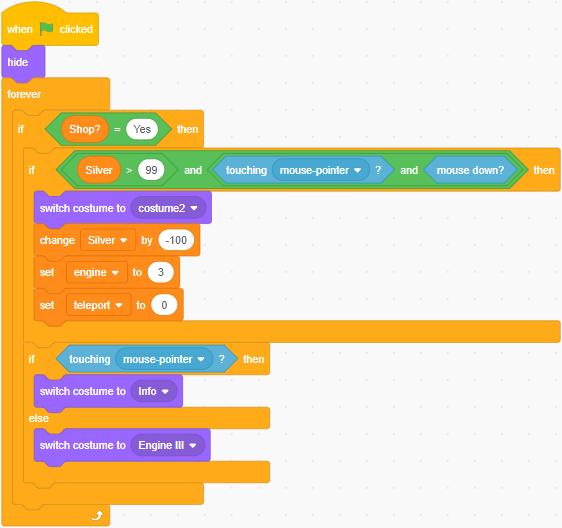 when clicked
hide
forever
if Shop? = Yes then
if Silver > 99 and touching mouse-pointer ? and mouse down? then
switch costume to costume2
change Silver by -100
set engine to 3
set teleport to 0
if touching mouse-pointer ? then
switch costume to Info
else
switch costume to Engine III